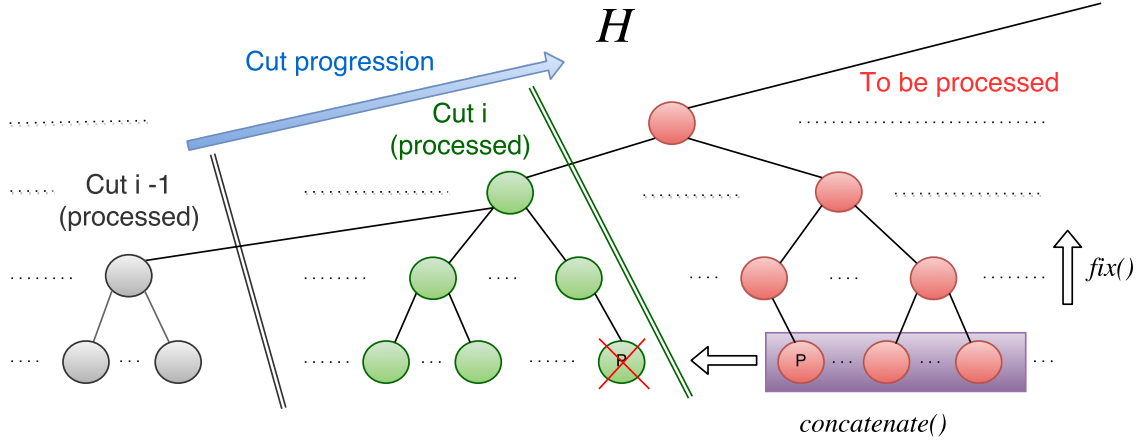 H
Cut progression
To be processed
Cut i
(processed)
Cut i -1
(processed)
fix()
P
P
concatenate()